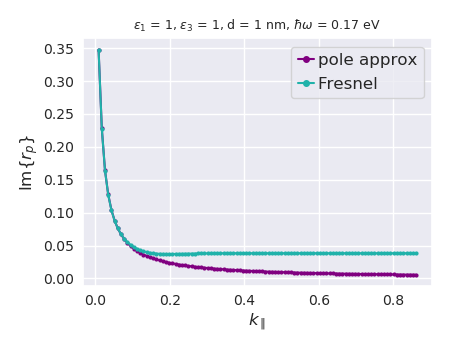 ε₁ = 1, ε₃ = 1, d = 1 nm, ℏω = 0.17 eV
0.35
0.30
0.25
0.20
0.15
0.10
0.05
0.00
Im{rₚ}
pole approx
Fresnel
0.0 0.2 0.4 0.6 0.8
k∥